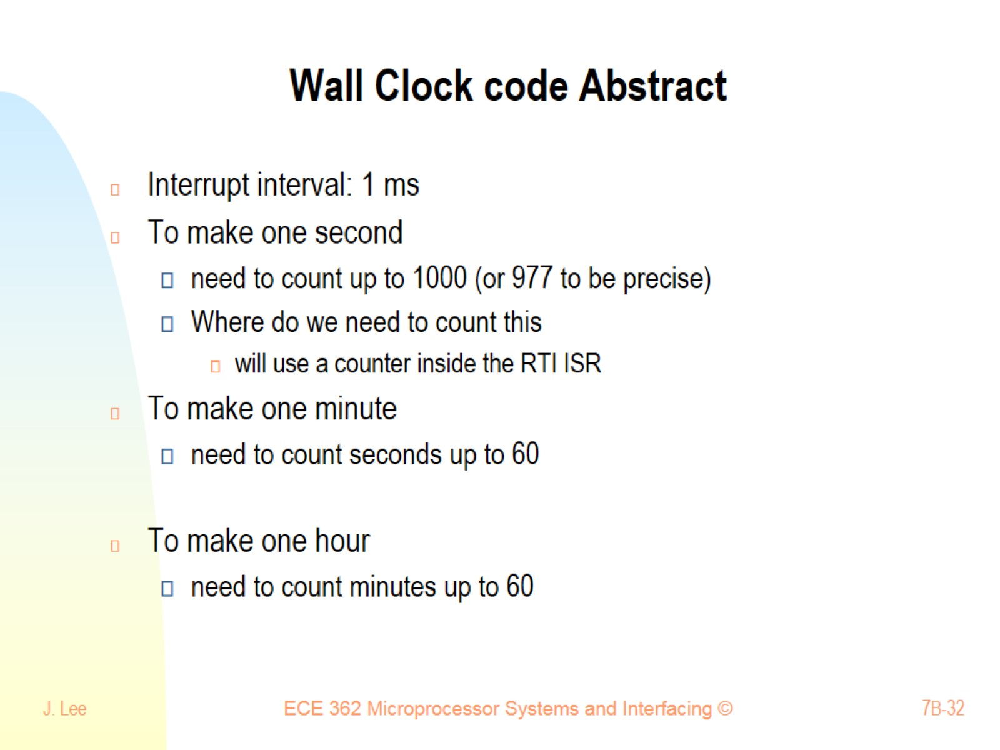 Wall Clock code Abstract
Interrupt interval: 1 ms
To make one second
need to count up to 1000 (or 977 to be precise)
Where do we need to count this
will use a counter inside the RTI ISR
To make one minute
need to count seconds up to 60
To make one hour
need to count minutes up to 60
J. Lee
ECE 362 Microprocessor Systems and Interfacing ©
7B-32